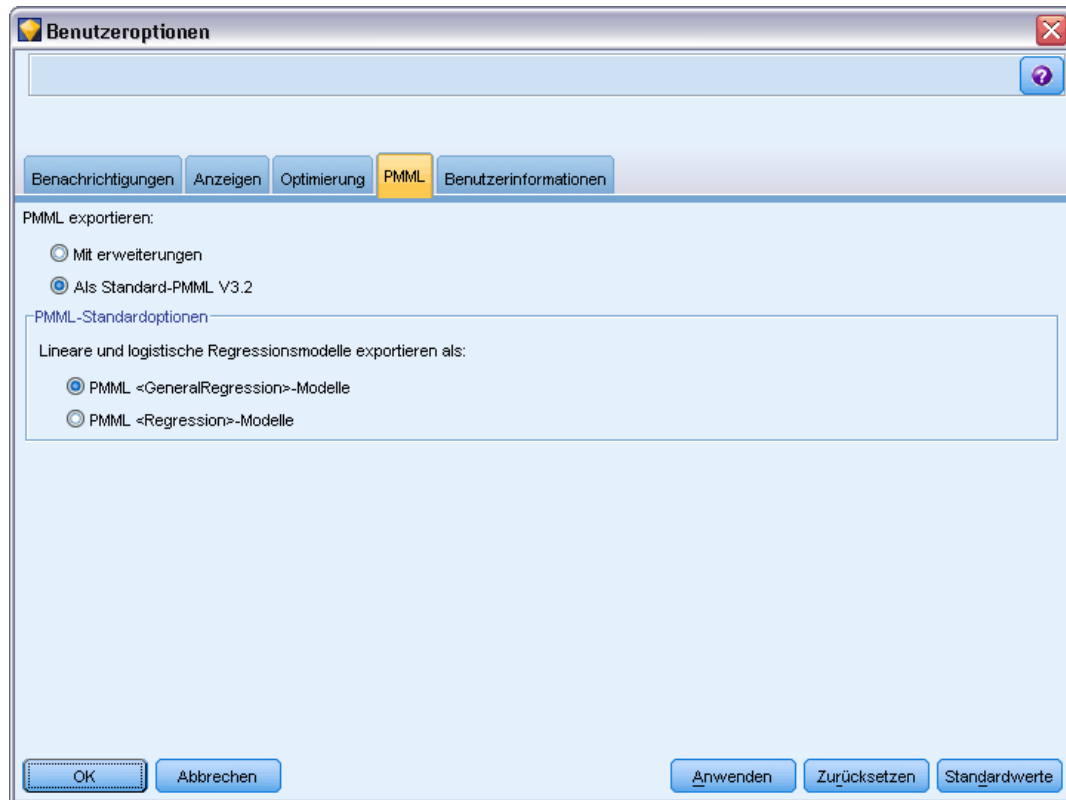 Benutzeroptionen
Benachrichtigungen Anzeigen Optimierung PMML Benutzerinformationen
PMML exportieren:
Mit erweiterungen
Als Standard-PMML V3.2
PMML-Standardoptionen
Lineare und logistische Regressionsmodelle exportieren als:
PMML <GeneralRegression>-Modelle
PMML <Regression>-Modelle
OK Abbrechen Anwenden Zurücksetzen Standardwerte